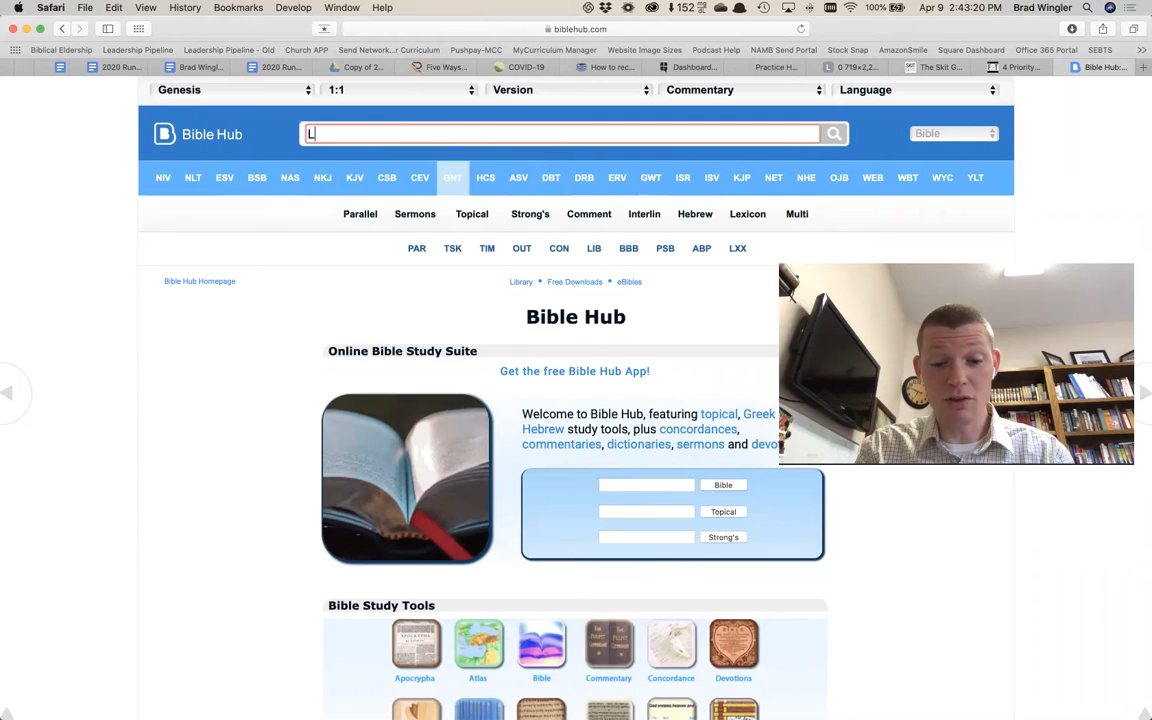 Safari File Edit View History Bookmarks Develop Window Help 152 100% Apr 9 2:43:20 PM Brad Wingler
biblehub.com
Biblical Eldership Leadership Pipeline Leadership Pipeline - Old Church APP Send Network...r Curriculum Pushpay-MCC MyCurriculum Manager Website Image Sizes Podcast Help NAMB Send Portal Stock Snap AmazonSmile Square Dashboard Office 365 Portal SEBTS
2020 Run... Brad Wingl... 2020 Run... Copy of 2... Five Ways... COVID-19 How to rec... Dashboard... Practice H... 0 719×2,2... The Skit G... 4 Priority... Bible Hub:...
Genesis 1:1 Version Commentary Language
Bible Hub L Bible
NIV NLT ESV BSB NAS NKJ KJV CSB CEV GNT HCS ASV DBT DRB ERV GWT ISR ISV KJP NET NHE OJB WEB WBT WYC YLT
Parallel Sermons Topical Strong's Comment Interlin Hebrew Lexicon Multi
PAR TSK TIM OUT CON LIB BBB PSB ABP LXX
Bible Hub Homepage Library • Free Downloads • eBibles
Bible Hub
Online Bible Study Suite
Get the free Bible Hub App!
Welcome to Bible Hub, featuring topical, Greek
Hebrew study tools, plus concordances,
commentaries, dictionaries, sermons and devo
Bible
Topical
Strong's
Bible Study Tools
Apocrypha Atlas Bible Commentary Concordance Devotions